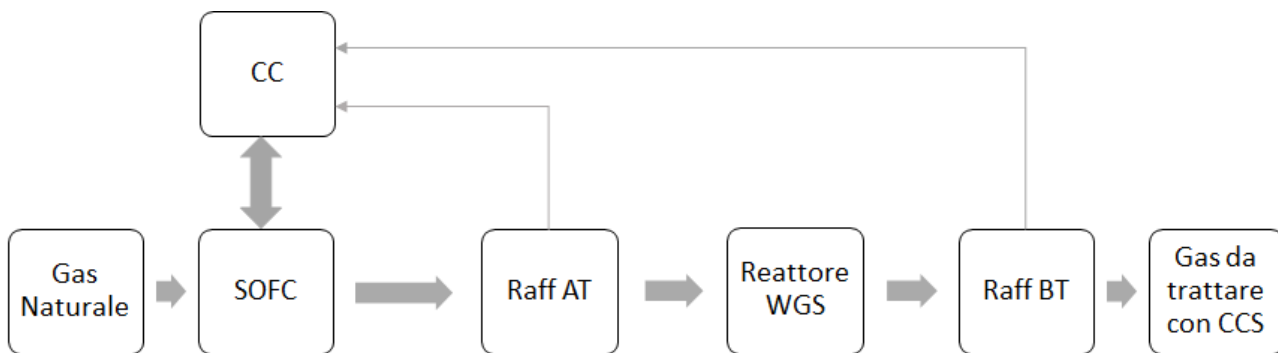 CC
Gas
Naturale
SOFC
Raff AT
Reattore
WGS
Raff BT
Gas da
trattare
con CCS